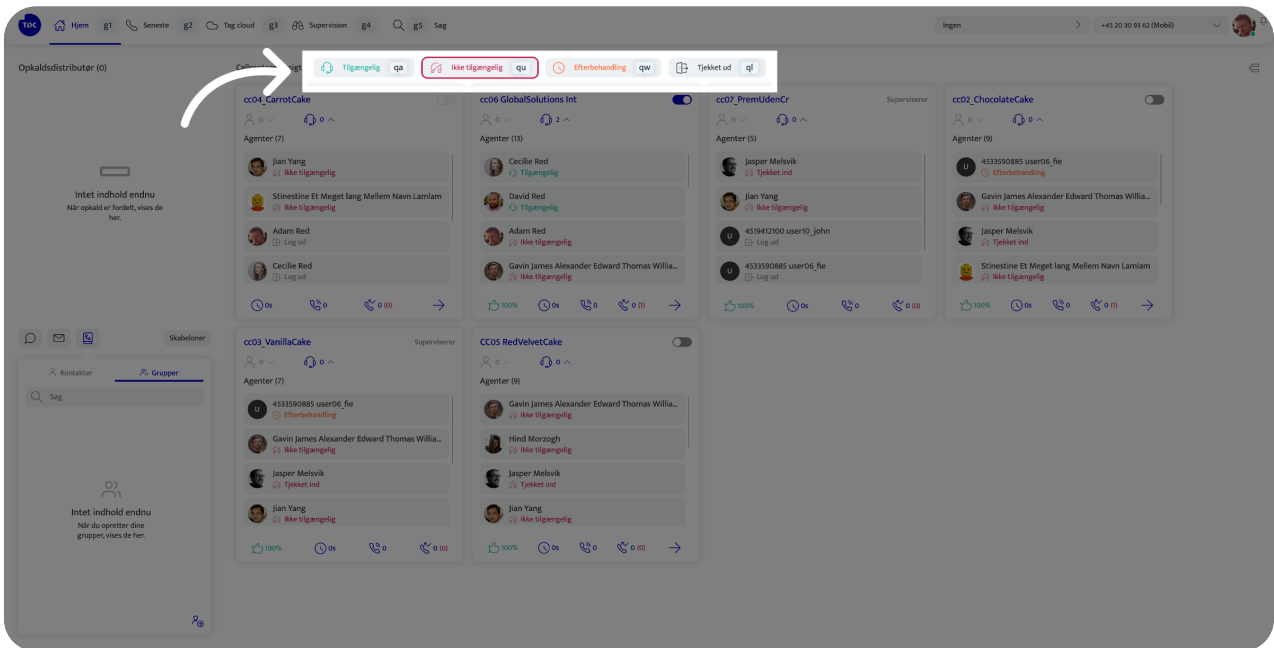 TDC
Hjem g1
Seneste g2
Tag cloud g3
Supervision g4
g5 Søg
Ingen
+45 20 30 93 62 (Mobil)
Opkaldsdistributør (0)
Tilgængelig qa
Ikke tilgængelig qu
Efterbehandling qw
Tjekket ud ql
Intet indhold endnu
Når opkald er fordelt, vises de
her.
cc04_CarrotCake
0
0
Agenter (7)
Jian Yang
Ikke tilgængelig
Stinestine Et Meget lang Mellem Navn Lamlam
Ikke tilgængelig
Adam Red
Log ud
Cecilie Red
Log ud
0s 0 0 (0)
cc06 GlobalSolutions Int
0
2
Agenter (13)
Cecilie Red
Tilgængelig
David Red
Tilgængelig
Adam Red
Ikke tilgængelig
Gavin James Alexander Edward Thomas Willia...
Ikke tilgængelig
100% 0s 0 0 (1)
cc07_PremUdenCr
Superviserer
0
0
Agenter (5)
Jasper Melsvik
Tjekket ind
Jian Yang
Ikke tilgængelig
U
4519412100 user10_john
Log ud
U
4533590885 user06_fie
Log ud
100% 0s 0 0 (0)
cc02_ChocolateCake
0
0
Agenter (9)
U
4533590885 user06_fie
Efterbehandling
Gavin James Alexander Edward Thomas Willia...
Ikke tilgængelig
Jasper Melsvik
Tjekket ind
Stinestine Et Meget lang Mellem Navn Lamlam
Ikke tilgængelig
100% 0s 0 0 (1)
Skabeloner
Kontakter
Grupper
Søg
Intet indhold endnu
Når du opretter dine
grupper, vises de her.
cc03_VanillaCake
Superviserer
0
0
Agenter (7)
U
4533590885 user06_fie
Efterbehandling
Gavin James Alexander Edward Thomas Willia...
Ikke tilgængelig
Jasper Melsvik
Tjekket ind
Jian Yang
Ikke tilgængelig
100% 0s 0 0 (0)
CC05 RedVelvetCake
0
0
Agenter (9)
Gavin James Alexander Edward Thomas Willia...
Ikke tilgængelig
Hind Morzogh
Ikke tilgængelig
Jasper Melsvik
Tjekket ind
Jian Yang
Ikke tilgængelig
100% 0s 0 0 (0)